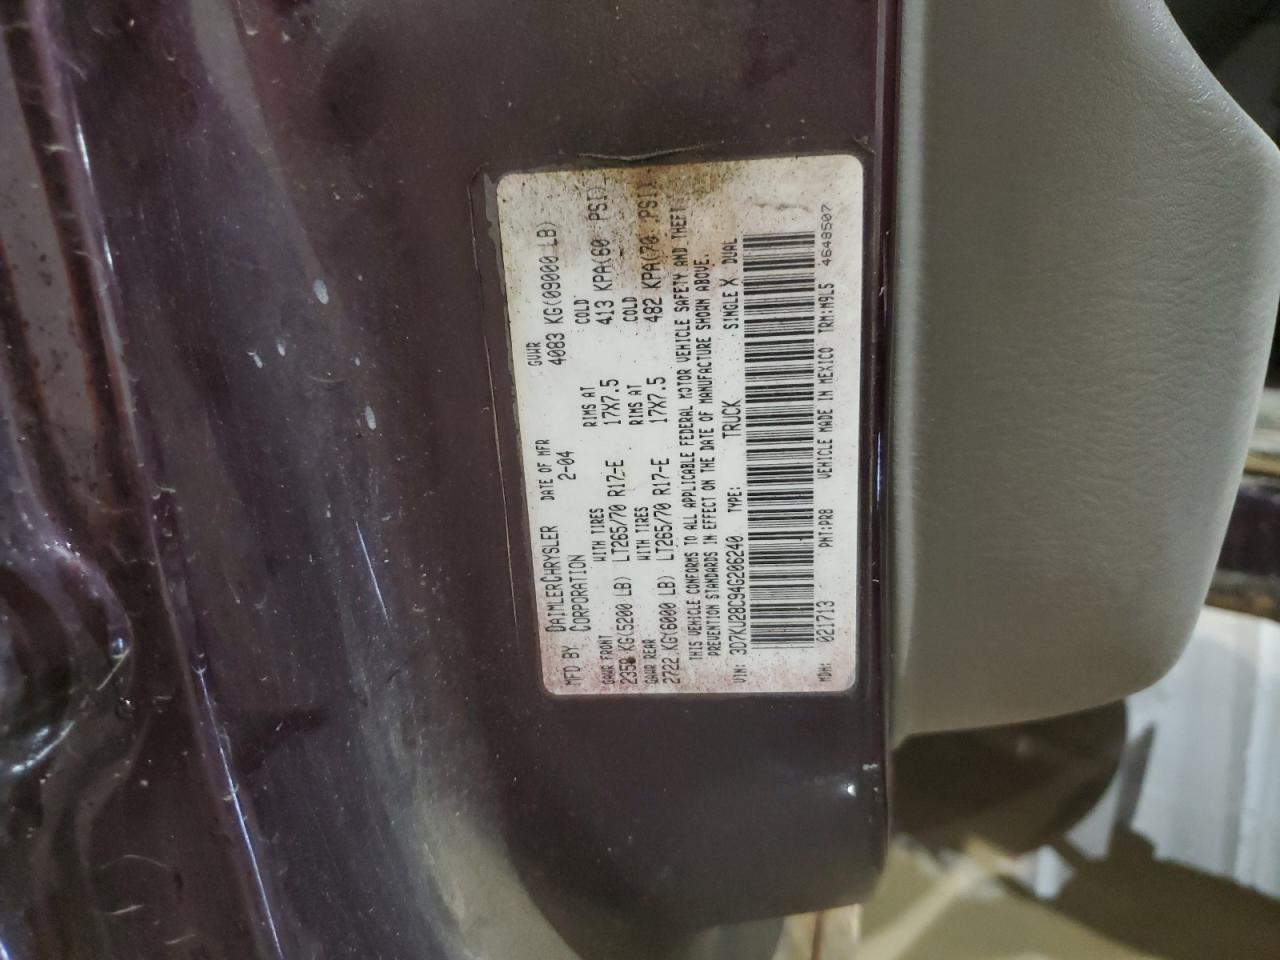 MFD BY DAIMLERCHRYSLER CORPORATION DATE OF MFR 2-04 GVWR 4083 KG(09000 LB)
GAWR FRONT WITH TIRES RIMS AT COLD
2358 KG(5200 LB) LT265/70 R17-E 17X7.5 413 KPA(60 PSI)
GAWR REAR WITH TIRES RIMS AT COLD
2722 KG(6000 LB) LT265/70 R17-E 17X7.5 482 KPA(70 PSI)
THIS VEHICLE CONFORMS TO ALL APPLICABLE FEDERAL MOTOR VEHICLE SAFETY AND THEFT
PREVENTION STANDARDS IN EFFECT ON THE DATE OF MANUFACTURE SHOWN ABOVE.
VIN: 3D7KU28C94G206240 TYPE: TRUCK SINGLE X DUAL
MDH: 021713 PNT:PR8 VEHICLE MADE IN MEXICO TRM:M9L5 4648507